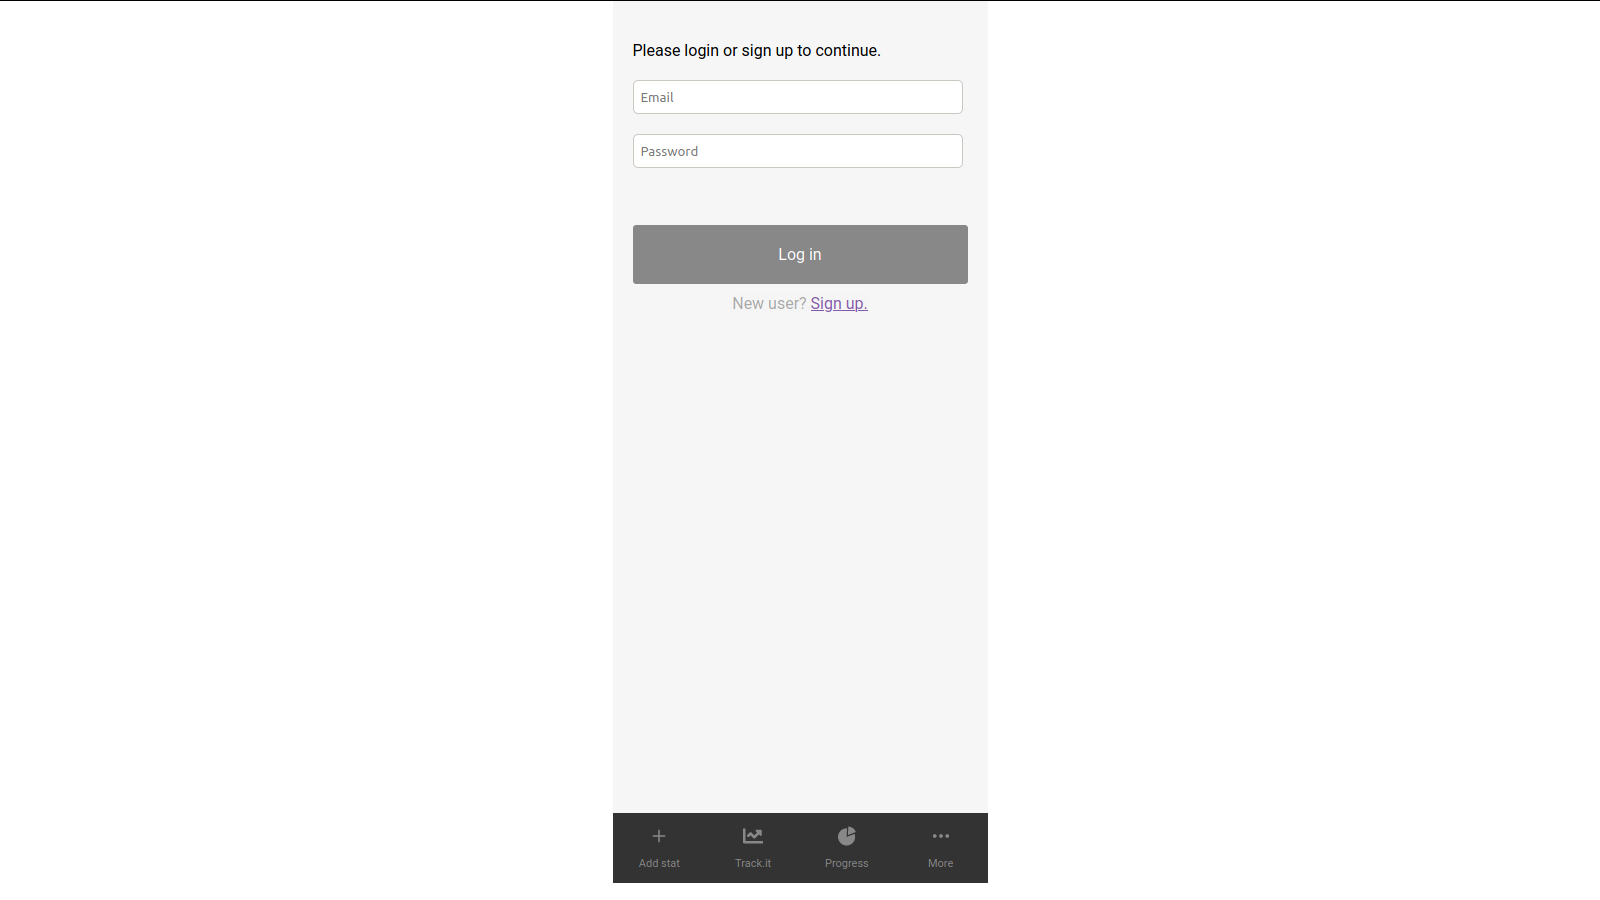 Please login or sign up to continue.
Email
Password
Log in
New user? Sign up.
Add stat
Track.it
Progress
More